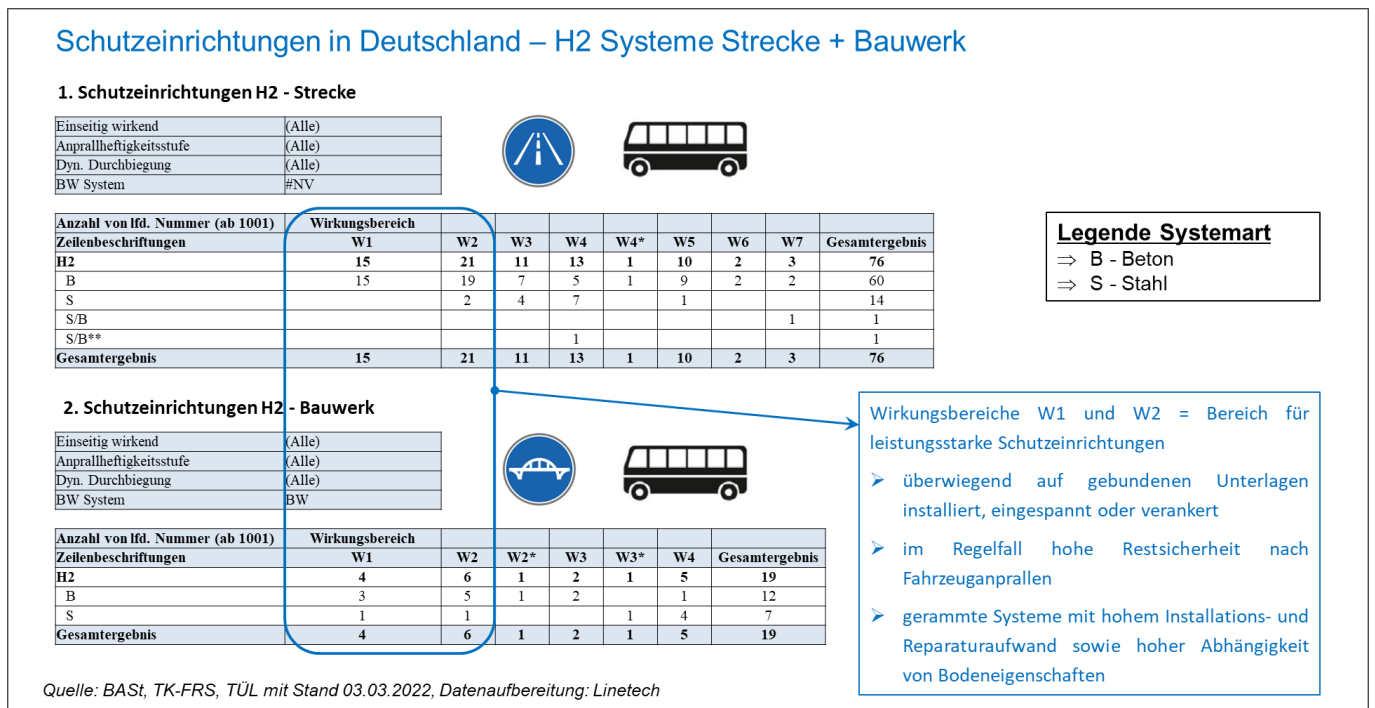 Schutzeinrichtungen in Deutschland – H2 Systeme Strecke + Bauwerk
1. Schutzeinrichtungen H2 - Strecke
Einseitig wirkend (Alle)
Anprallheftigkeitsstufe (Alle)
Dyn. Durchbiegung (Alle)
BW System #NV
Anzahl von lfd. Nummer (ab 1001) Wirkungsbereich
Zeilenbeschriftungen W1 W2 W3 W4 W4* W5 W6 W7 Gesamtergebnis
H2 15 21 11 13 1 10 2 3 76
B 15 19 7 5 1 9 2 2 60
S 2 4 7 1 14
S/B 1 1
S/B** 1 1
Gesamtergebnis 15 21 11 13 1 10 2 3 76
Legende Systemart
⇒ B - Beton
⇒ S - Stahl
2. Schutzeinrichtungen H2 - Bauwerk
Einseitig wirkend (Alle)
Anprallheftigkeitsstufe (Alle)
Dyn. Durchbiegung (Alle)
BW System BW
Anzahl von lfd. Nummer (ab 1001) Wirkungsbereich
Zeilenbeschriftungen W1 W2 W2* W3 W3* W4 Gesamtergebnis
H2 4 6 1 2 1 5 19
B 3 5 1 2 1 12
S 1 1 1 4 7
Gesamtergebnis 4 6 1 2 1 5 19
Wirkungsbereiche W1 und W2 = Bereich für
leistungsstarke Schutzeinrichtungen
➢ überwiegend auf gebundenen Unterlagen
installiert, eingespannt oder verankert
➢ im Regelfall hohe Restsicherheit nach
Fahrzeuganprallen
➢ gerammte Systeme mit hohem Installations- und
Reparaturaufwand sowie hoher Abhängigkeit
von Bodeneigenschaften
Quelle: BASt, TK-FRS, TÜL mit Stand 03.03.2022, Datenaufbereitung: Linetech